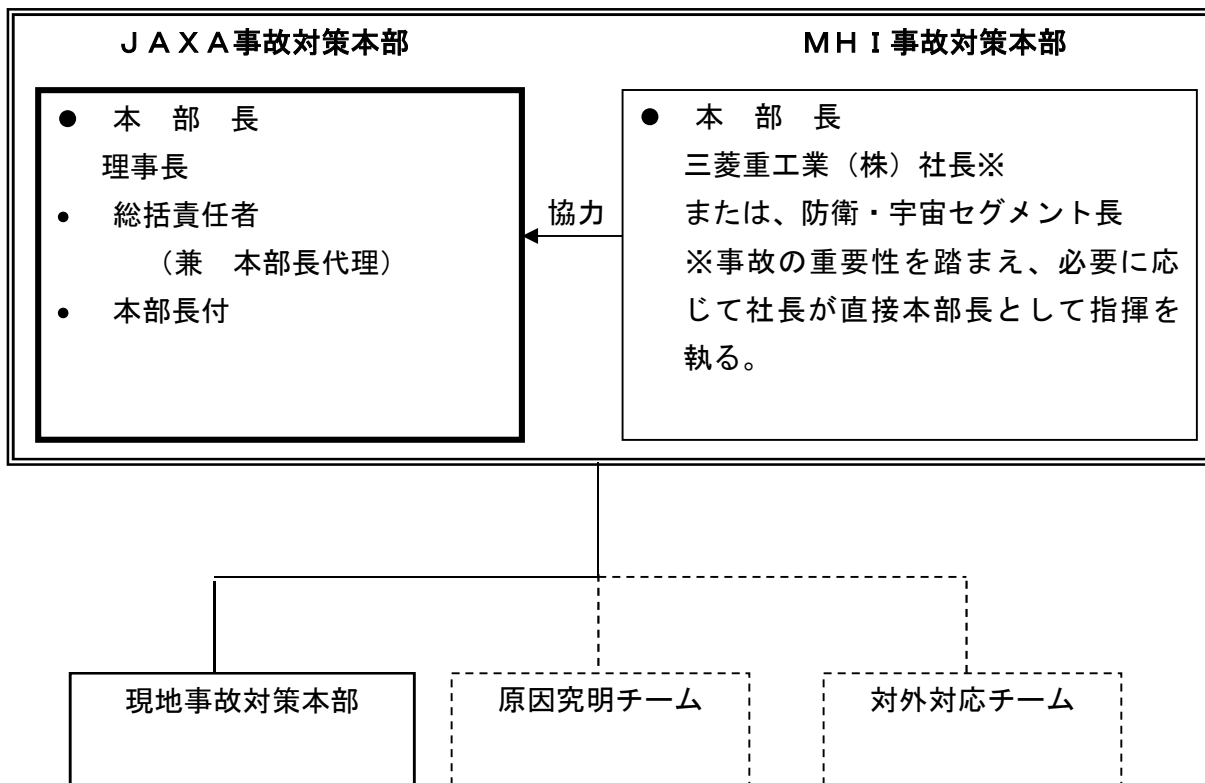 ＪＡＸＡ事故対策本部
ＭＨＩ事故対策本部
● 本　部　長
理事長
• 総括責任者
（兼　本部長代理）
• 本部長付
協力
● 本　部　長
三菱重工業（株）社長※
または、防衛・宇宙セグメント長
※事故の重要性を踏まえ、必要に応
じて社長が直接本部長として指揮を
執る。
現地事故対策本部
原因究明チーム
対外対応チーム